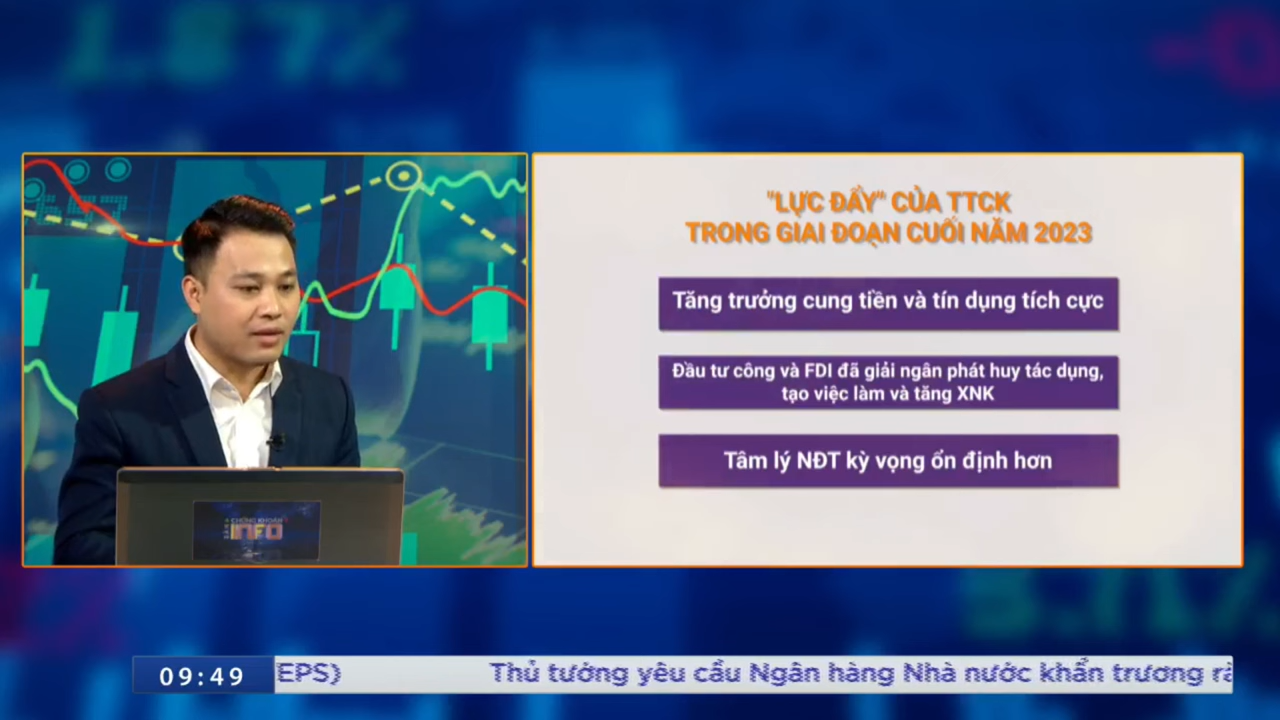 "LỰC ĐẨY" CỦA TTCK
TRONG GIAI ĐOẠN CUỐI NĂM 2023
Tăng trưởng cung tiền và tín dụng tích cực
Đầu tư công và FDI đã giải ngân phát huy tác dụng,
tạo việc làm và tăng XNK
Tâm lý NĐT kỳ vọng ổn định hơn
CHỨNG KHOÁN
INFO
09:49
EPS) Thủ tướng yêu cầu Ngân hàng Nhà nước khẩn trương